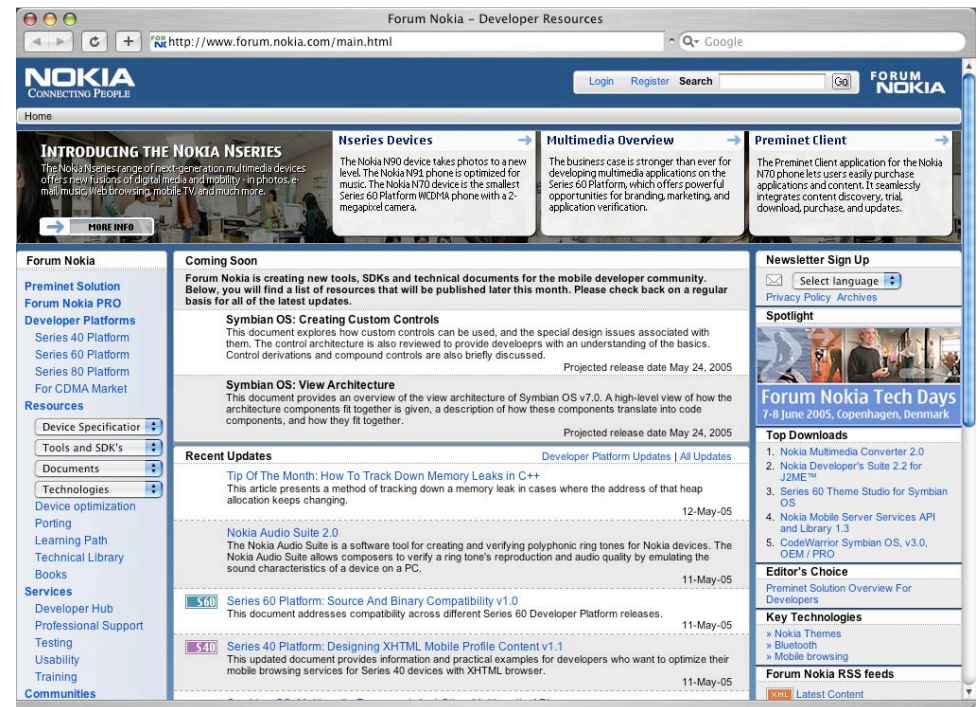 Forum Nokia – Developer Resources
http://www.forum.nokia.com/main.html
Google
NOKIA
CONNECTING PEOPLE
Login Register Search Go
FORUM
NOKIA
Home
INTRODUCING THE NOKIA NSERIES
The Nokia Nseries range of next-generation multimedia devices
offers new fusions of digital media and mobility - in photos, e-
mail, music, Web browsing, mobile TV, and much more.
MORE INFO
Nseries Devices
The Nokia N90 device takes photos to a new
level. The Nokia N91 phone is optimized for
music. The Nokia N70 device is the smallest
Series 60 Platform WCDMA phone with a 2-
megapixel camera.
Multimedia Overview
The business case is stronger than ever for
developing multimedia applications on the
Series 60 Platform, which offers powerful
opportunities for branding, marketing, and
application verification.
Preminet Client
The Preminet Client application for the Nokia
N70 phone lets users easily purchase
applications and content. It seamlessly
integrates content discovery, trial,
download, purchase, and updates.
Forum Nokia
Preminet Solution
Forum Nokia PRO
Developer Platforms
Series 40 Platform
Series 60 Platform
Series 80 Platform
For CDMA Market
Resources
Device Specification
Tools and SDK's
Documents
Technologies
Device optimization
Porting
Learning Path
Technical Library
Books
Services
Developer Hub
Professional Support
Testing
Usability
Training
Communities
Coming Soon
Forum Nokia is creating new tools, SDKs and technical documents for the mobile developer community.
Below, you will find a list of resources that will be published later this month. Please check back on a regular
basis for all of the latest updates.
Symbian OS: Creating Custom Controls
This document explores how custom controls can be used, and the special design issues associated with
them. The control architecture is also reviewed to provide develoeprs with an understanding of the basics.
Control derivations and compound controls are also briefly discussed.
Projected release date May 24, 2005
Symbian OS: View Architecture
This document provides an overview of the view architecture of Symbian OS v7.0. A high-level view of how the
architecture components fit together is given, a description of how these components translate into code
components, and how they fit together.
Projected release date May 24, 2005
Recent Updates Developer Platform Updates | All Updates
Tip Of The Month: How To Track Down Memory Leaks in C++
This article presents a method of tracking down a memory leak in cases where the address of that heap
allocation keeps changing.
12-May-05
Nokia Audio Suite 2.0
The Nokia Audio Suite is a software tool for creating and verifying polyphonic ring tones for Nokia devices. The
Nokia Audio Suite allows composers to verify a ring tone's reproduction and audio quality by emulating the
sound characteristics of a device on a PC.
11-May-05
S60 Series 60 Platform: Source And Binary Compatibility v1.0
This document addresses compatibility across different Series 60 Developer Platform releases.
11-May-05
S40 Series 40 Platform: Designing XHTML Mobile Profile Content v1.1
This updated document provides information and practical examples for developers who want to optimize their
mobile browsing services for Series 40 devices with XHTML browser.
11-May-05
Newsletter Sign Up
Select language
Privacy Policy Archives
Spotlight
Forum Nokia Tech Days
7-8 June 2005, Copenhagen, Denmark
Top Downloads
1. Nokia Multimedia Converter 2.0
2. Nokia Developer's Suite 2.2 for
J2ME™
3. Series 60 Theme Studio for Symbian
OS
4. Nokia Mobile Server Services API
and Library 1.3
5. CodeWarrior Symbian OS, v3.0,
OEM / PRO
Editor's Choice
Preminet Solution Overview For
Developers
Key Technologies
» Nokia Themes
» Bluetooth
» Mobile browsing
Forum Nokia RSS feeds
XML Latest Content